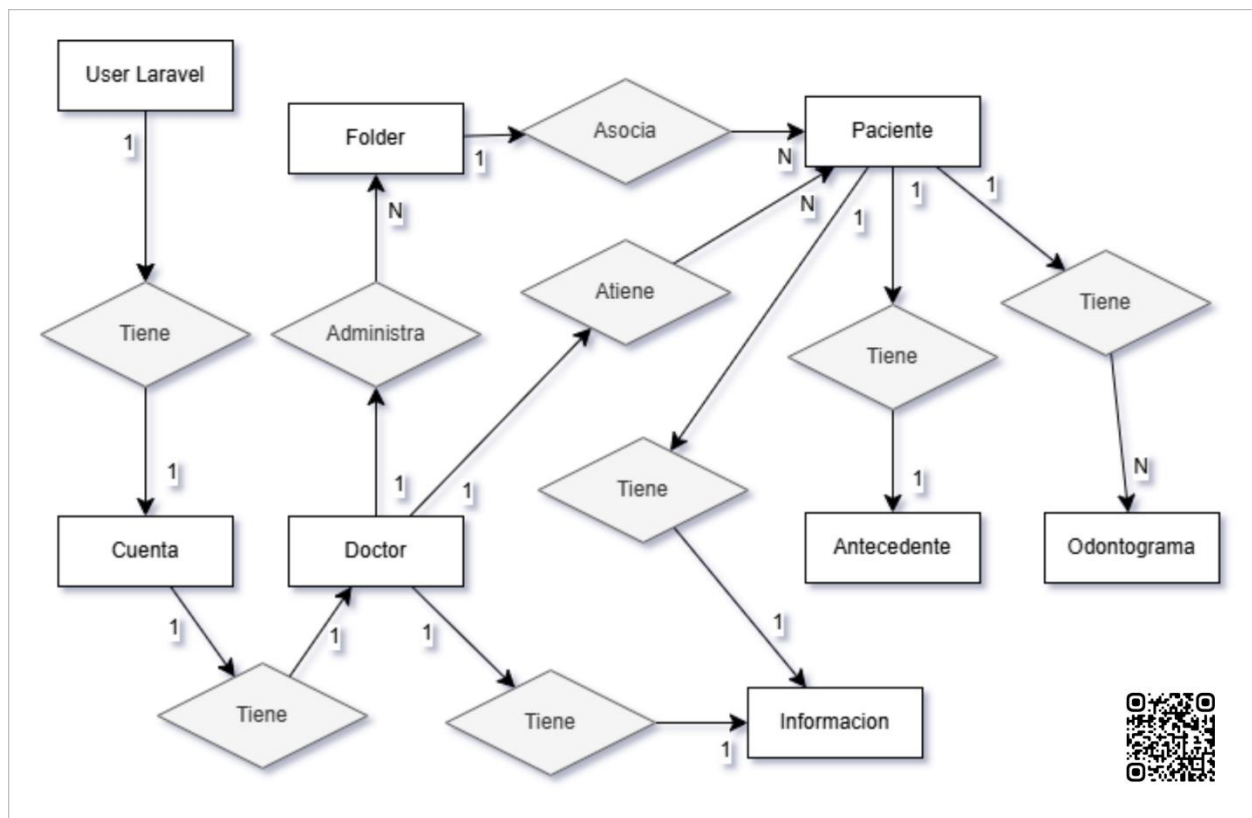 User Laravel
1
Tiene
1
Cuenta
1
Tiene
1
Doctor
1
Administra
N
Folder
1
Asocia
N
Paciente
1
Atiene
N
1
Tiene
1
Informacion
1
Tiene
1
1
Tiene
1
Antecedente
1
Tiene
N
Odontograma